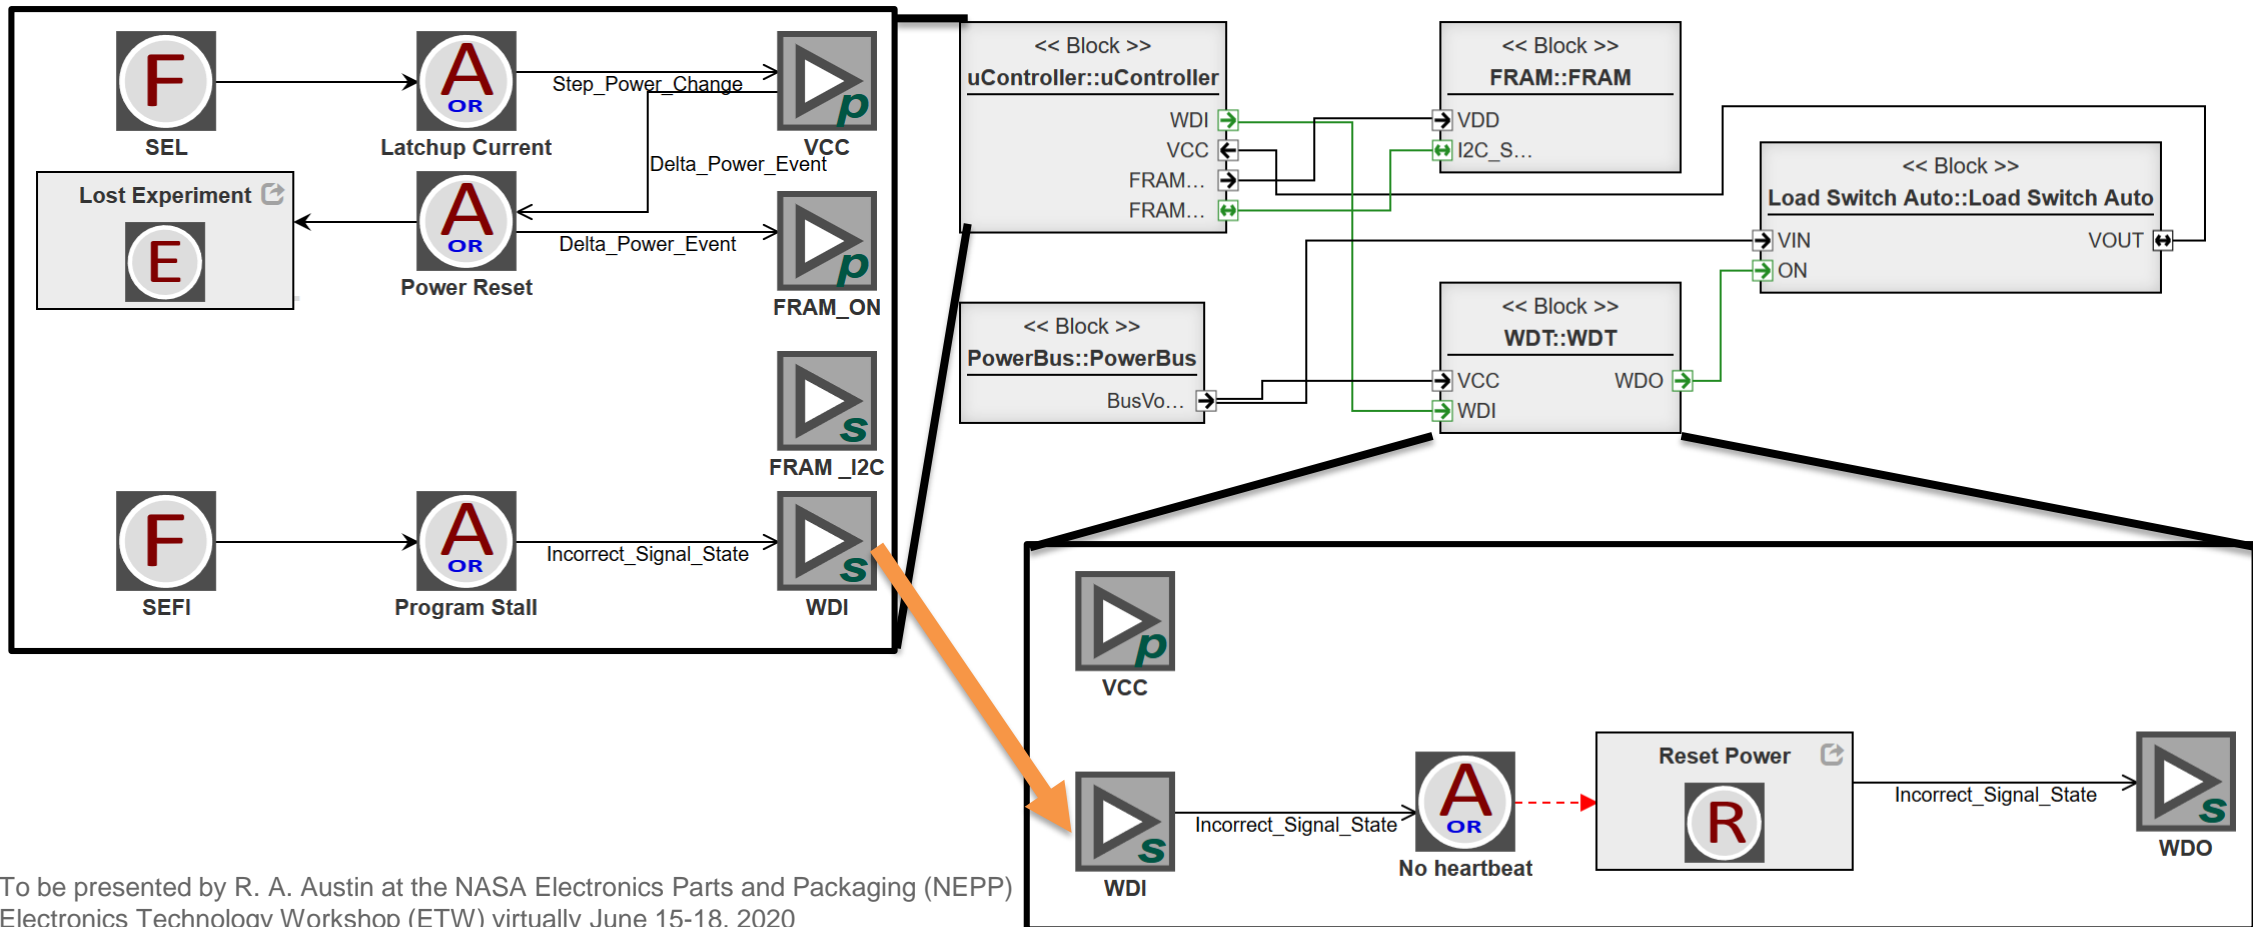 F
SEL
A
OR
Latchup Current
Step_Power_Change
p
VCC
Delta_Power_Event
Lost Experiment
E
A
OR
Power Reset
Delta_Power_Event
p
FRAM_ON
s
FRAM _I2C
F
SEFI
A
OR
Program Stall
Incorrect_Signal_State
s
WDI
<< Block >>
uController::uController
WDI
VCC
FRAM...
FRAM...
<< Block >>
FRAM::FRAM
VDD
I2C_S...
<< Block >>
Load Switch Auto::Load Switch Auto
VIN
VOUT
ON
<< Block >>
PowerBus::PowerBus
BusVo...
<< Block >>
WDT::WDT
VCC
WDO
WDI
p
VCC
s
WDI
Incorrect_Signal_State
A
OR
No heartbeat
Reset Power
R
Incorrect_Signal_State
s
WDO
To be presented by R. A. Austin at the NASA Electronics Parts and Packaging (NEPP)
Electronics Technology Workshop (ETW) virtually June 15-18, 2020